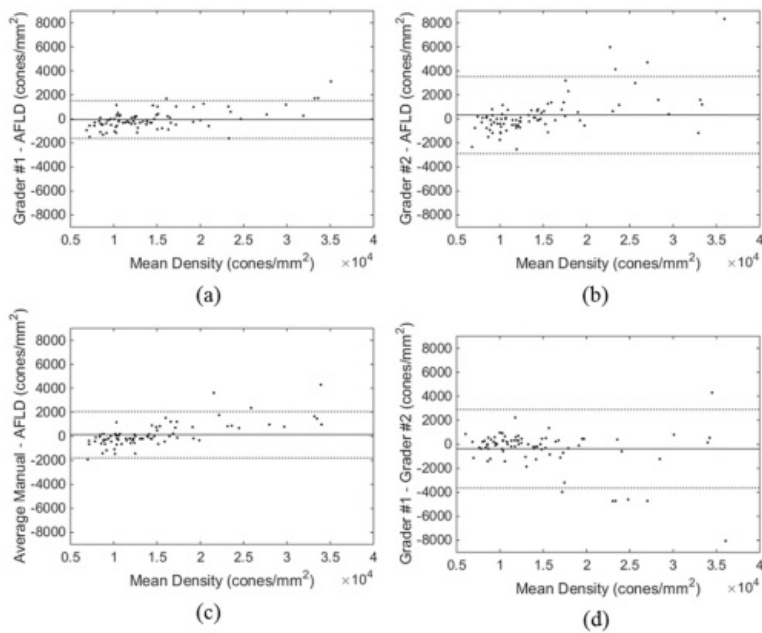 8000
6000
4000
2000
0
-2000
-4000
-6000
-8000
Grader #1 - AFLD (cones/mm²)
0.5 1 1.5 2 2.5 3 3.5 4
Mean Density (cones/mm²) ×10⁴
(a)
8000
6000
4000
2000
0
-2000
-4000
-6000
-8000
Grader #2 - AFLD (cones/mm²)
0.5 1 1.5 2 2.5 3 3.5 4
Mean Density (cones/mm²) ×10⁴
(b)
8000
6000
4000
2000
0
-2000
-4000
-6000
-8000
Average Manual - AFLD (cones/mm²)
0.5 1 1.5 2 2.5 3 3.5 4
Mean Density (cones/mm²) ×10⁴
(c)
8000
6000
4000
2000
0
-2000
-4000
-6000
-8000
Grader #1 - Grader #2 (cones/mm²)
0.5 1 1.5 2 2.5 3 3.5 4
Mean Density (cones/mm²) ×10⁴
(d)